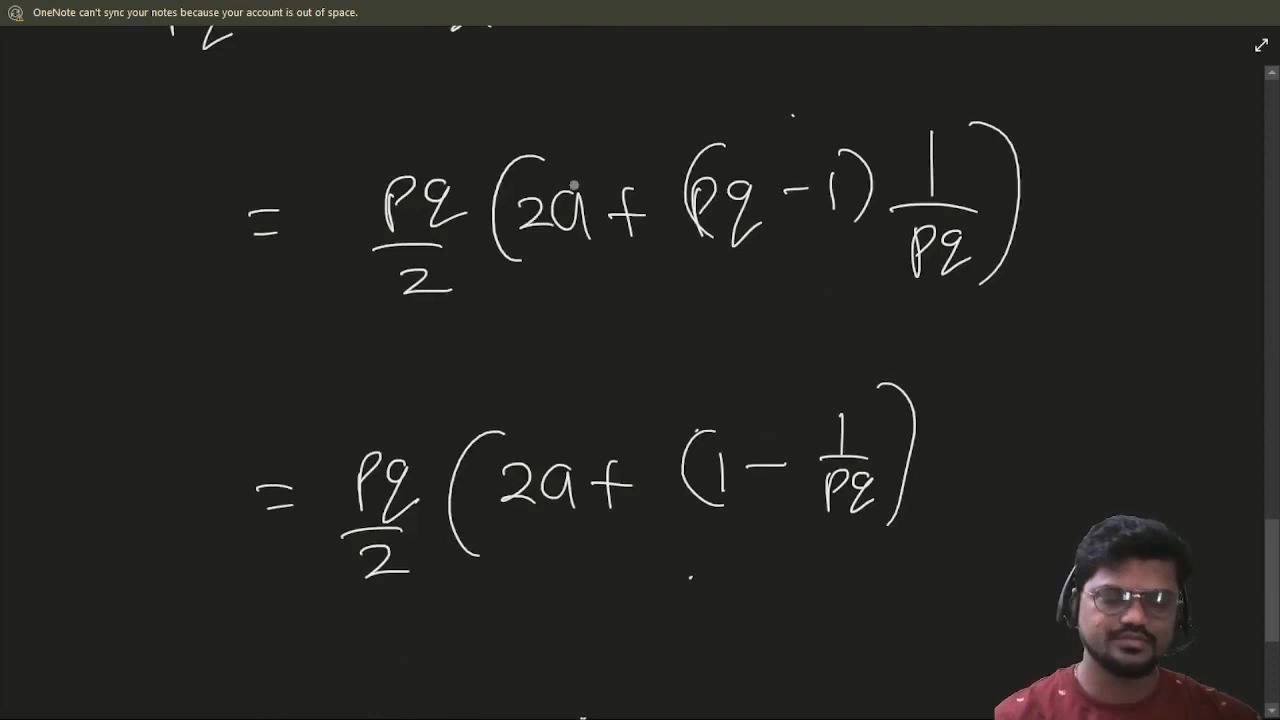 OneNote can't sync your notes because your account is out of space.
= pq/2 (2a + (pq - 1) 1/pq)
= pq/2 (2a + (1 - 1/pq)